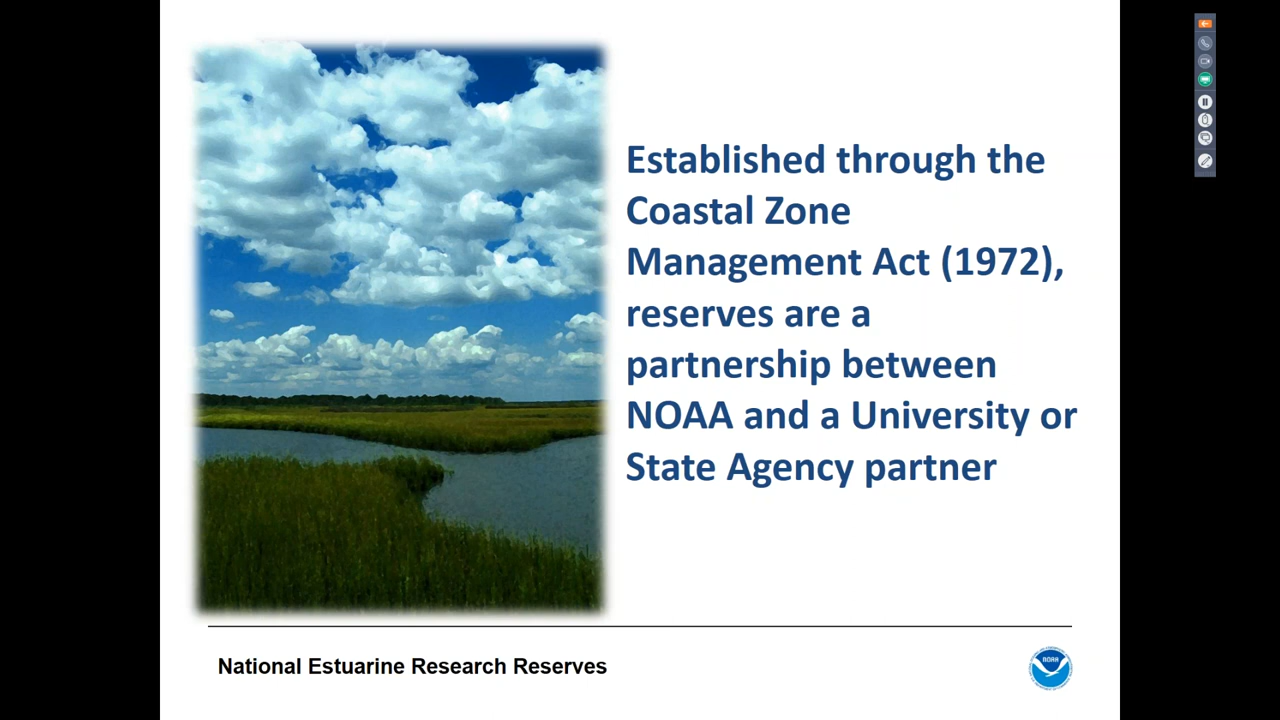 Established through the
Coastal Zone
Management Act (1972),
reserves are a
partnership between
NOAA and a University or
State Agency partner
National Estuarine Research Reserves
NOAA